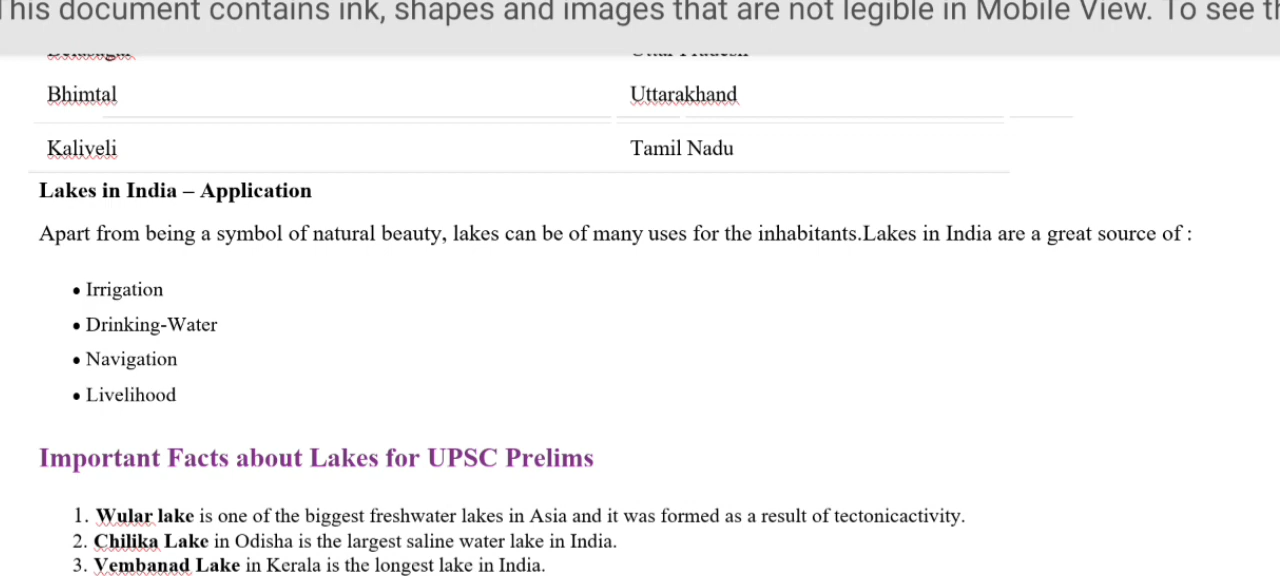 This document contains ink, shapes and images that are not legible in Mobile View. To see th
Bhimtal Uttarakhand
Kaliveli Tamil Nadu
Lakes in India – Application
Apart from being a symbol of natural beauty, lakes can be of many uses for the inhabitants.Lakes in India are a great source of :
• Irrigation
• Drinking-Water
• Navigation
• Livelihood
Important Facts about Lakes for UPSC Prelims
1. Wular lake is one of the biggest freshwater lakes in Asia and it was formed as a result of tectonicactivity.
2. Chilika Lake in Odisha is the largest saline water lake in India.
3. Vembanad Lake in Kerala is the longest lake in India.